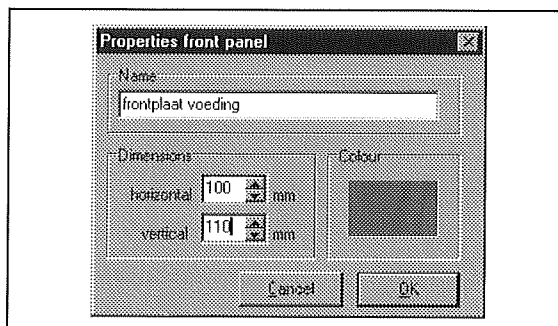 Properties front panel
Name
frontplaat voeding
Dimensions
horizontal 100 mm
vertical 110 mm
Colour
Cancel OK